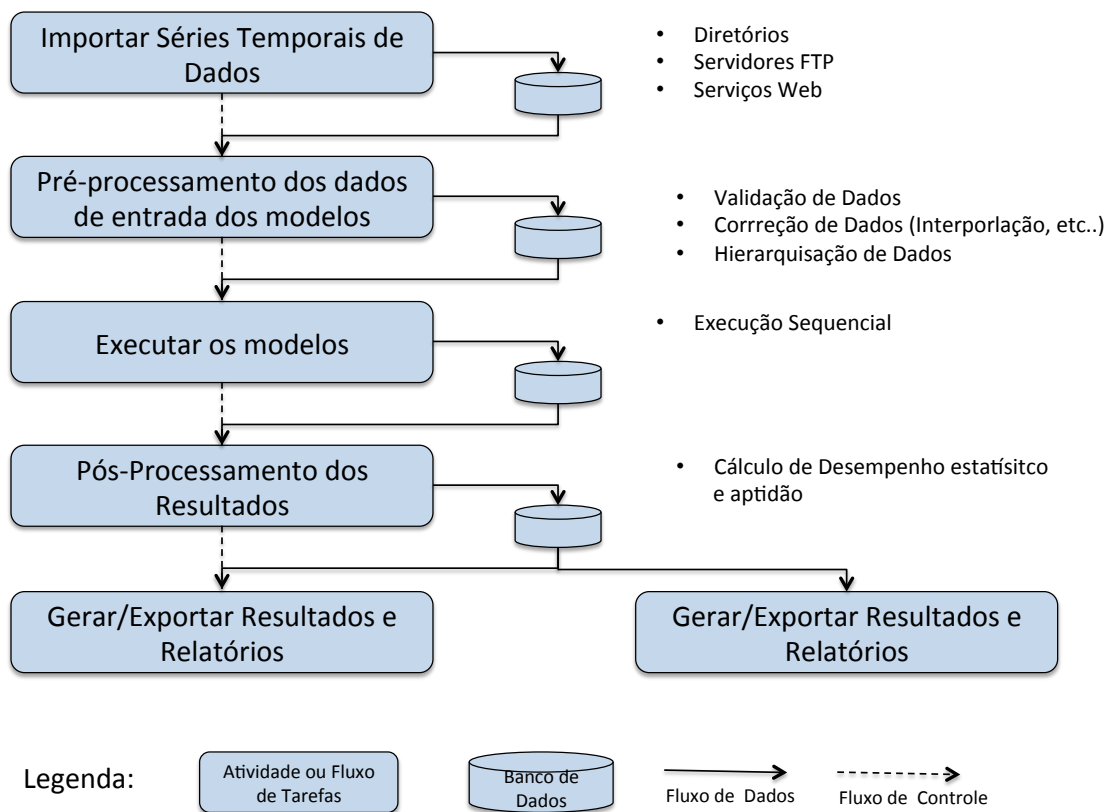 Importar Séries Temporais de
Dados
• Diretórios
• Servidores FTP
• Serviços Web
Pré-processamento dos dados
de entrada dos modelos
• Validação de Dados
• Corrreção de Dados (Interporlação, etc..)
• Hierarquisação de Dados
Executar os modelos
• Execução Sequencial
Pós-Processamento dos
Resultados
• Cálculo de Desempenho estatísitco
e aptidão
Gerar/Exportar Resultados e
Relatórios
Gerar/Exportar Resultados e
Relatórios
Legenda:
Atividade ou Fluxo
de Tarefas
Banco de
Dados
Fluxo de Dados
Fluxo de Controle